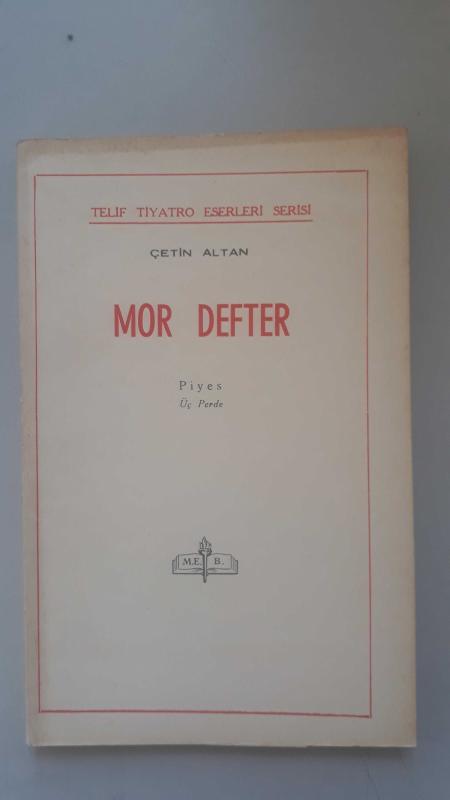 TELİF TİYATRO ESERLERİ SERİSİ
ÇETİN ALTAN
MOR DEFTER
Piyes
Üç Perde
M.E. B.